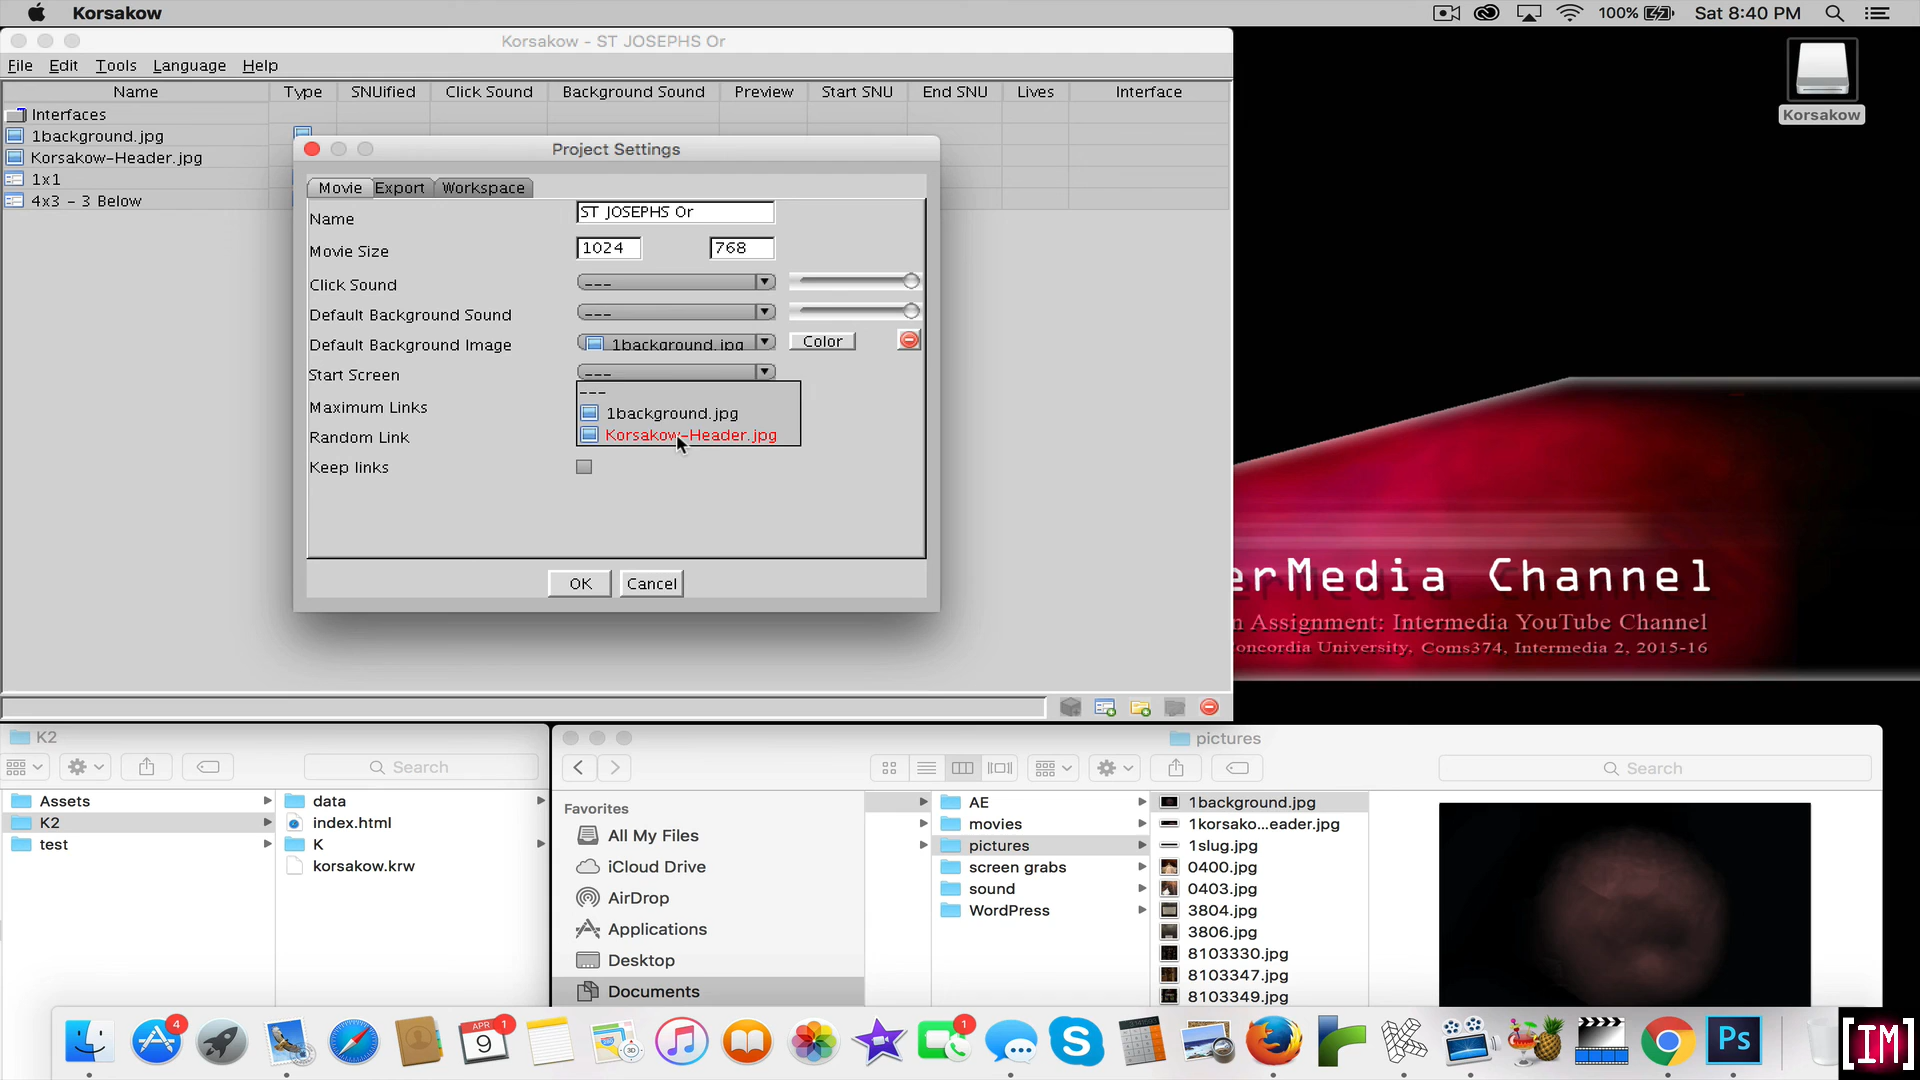 Korsakow
100%
Sat 8:40 PM
Korsakow - ST JOSEPHS Or
File Edit Tools Language Help
Name Type SNUified Click Sound Background Sound Preview Start SNU End SNU Lives Interface
Interfaces
1background.jpg
Korsakow-Header.jpg
1x1
4x3 - 3 Below
Korsakow
Project Settings
Movie Export Workspace
Name ST JOSEPHS Or
Movie Size 1024 768
Click Sound ---
Default Background Sound ---
Default Background Image 1background.jpg Color
Start Screen ---
---
Maximum Links
1background.jpg
Random Link
Korsakow-Header.jpg
Keep links
OK Cancel
erMedia Channel
n Assignment: Intermedia YouTube Channel
oncordia University, Coms374, Intermedia 2, 2015-16
K2
Search
Assets
K2
test
data
index.html
K
korsakow.krw
pictures
Search
Favorites
All My Files
iCloud Drive
AirDrop
Applications
Desktop
Documents
AE
movies
pictures
screen grabs
sound
WordPress
1background.jpg
1korsako...eader.jpg
1slug.jpg
0400.jpg
0403.jpg
3804.jpg
3806.jpg
8103330.jpg
8103347.jpg
8103349.jpg
4
APR
9
1
3D
1
Ps
[IM]